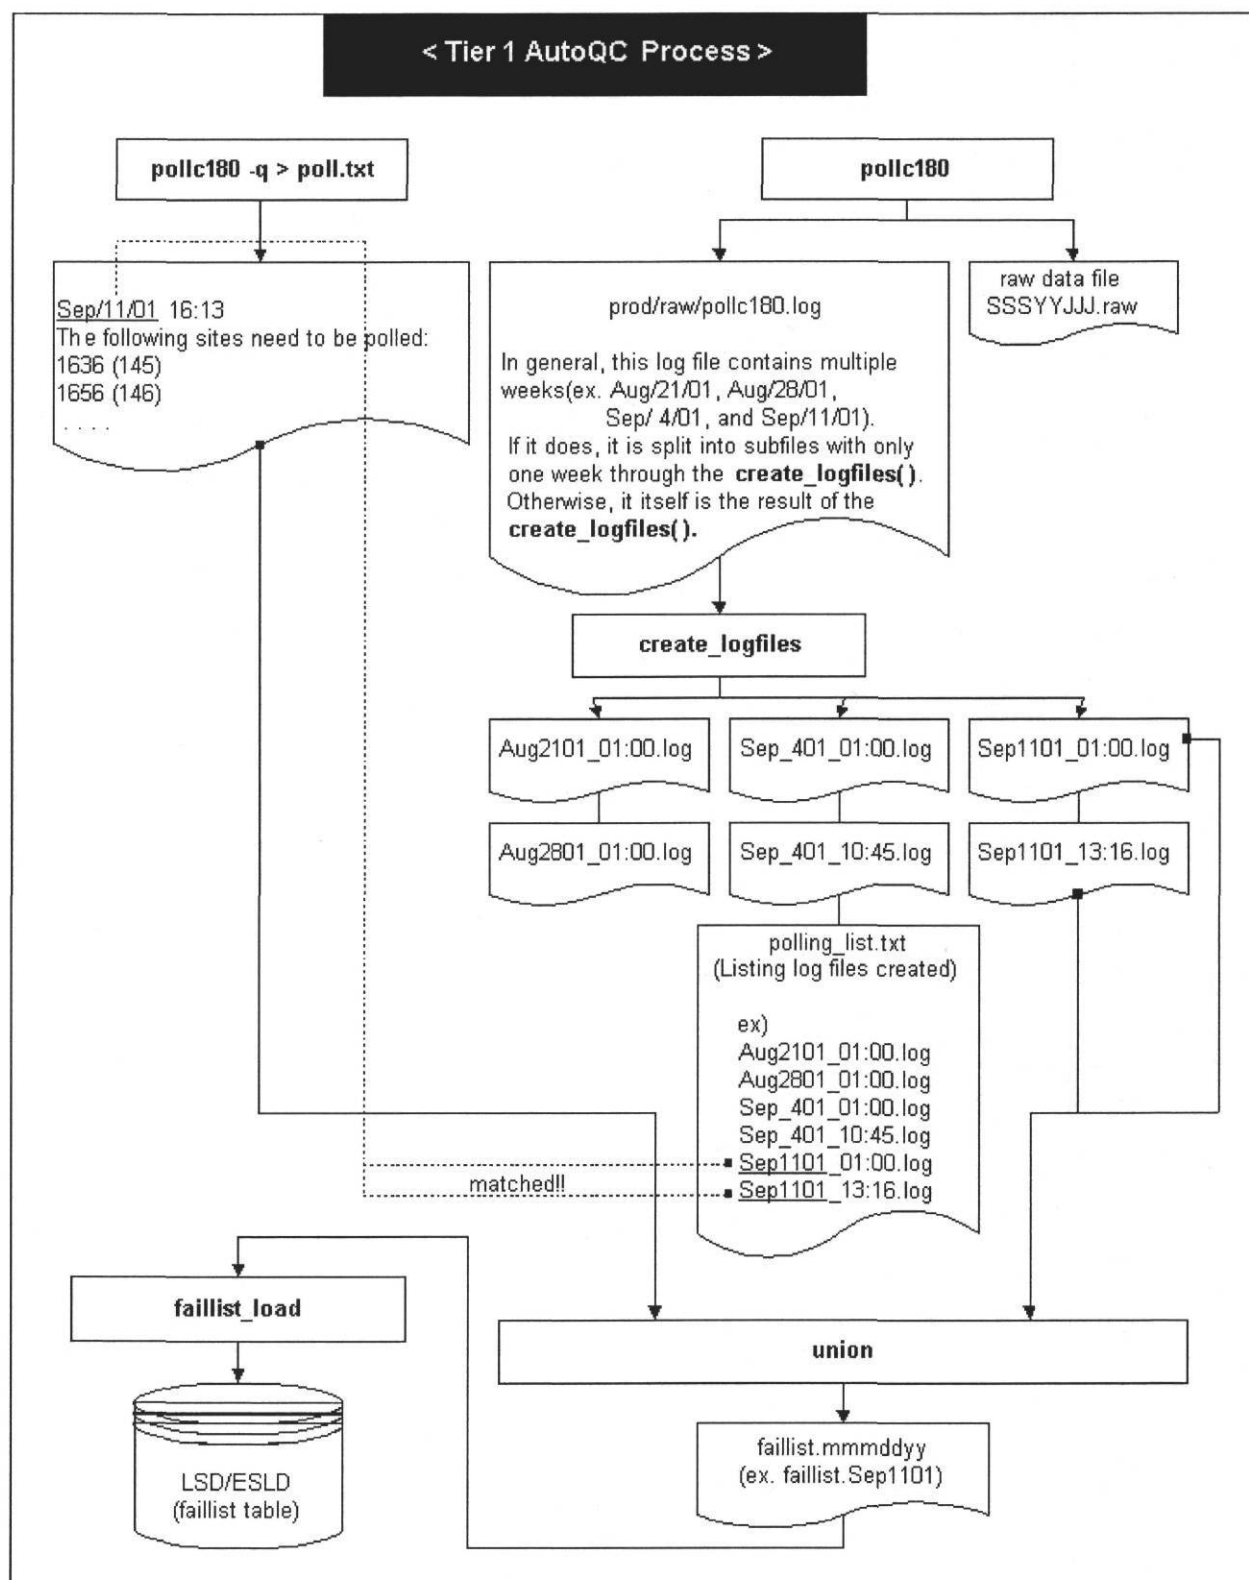 < Tier 1 AutoQC Process >
pollc180 -q > poll.txt
pollc180
Sep/11/01 16:13
The following sites need to be polled:
1636 (145)
1656 (146)
. . . .
prod/raw/pollc180.log
In general, this log file contains multiple
weeks(ex. Aug/21/01, Aug/28/01,
Sep/ 4/01, and Sep/11/01).
If it does, it is split into subfiles with only
one week through the create_logfiles( ).
Otherwise, it itself is the result of the
create_logfiles( ).
raw data file
SSSYYJJJ.raw
create_logfiles
Aug2101_01:00.log
Sep_401_01:00.log
Sep1101_01:00.log
Aug2801_01:00.log
Sep_401_10:45.log
Sep1101_13:16.log
polling_list.txt
(Listing log files created)
ex)
Aug2101_01:00.log
Aug2801_01:00.log
Sep_401_01:00.log
Sep_401_10:45.log
Sep1101_01:00.log
Sep1101_13:16.log
matched!!
faillist_load
union
LSD/ESLD
(faillist table)
faillist.mmmddyy
(ex. faillist.Sep1101)